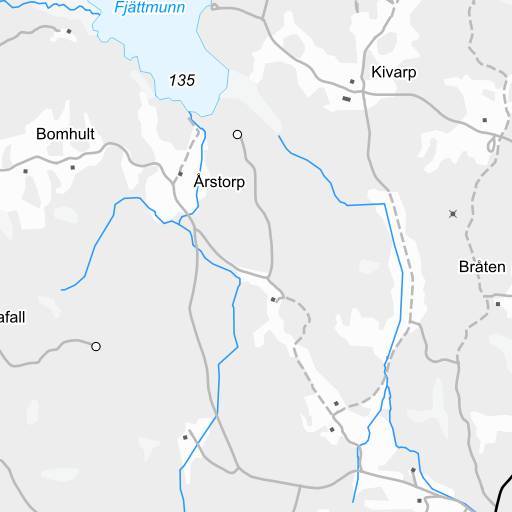 Fjättmunn
135
Kivarp
Bomhult
Årstorp
Bråten
afall